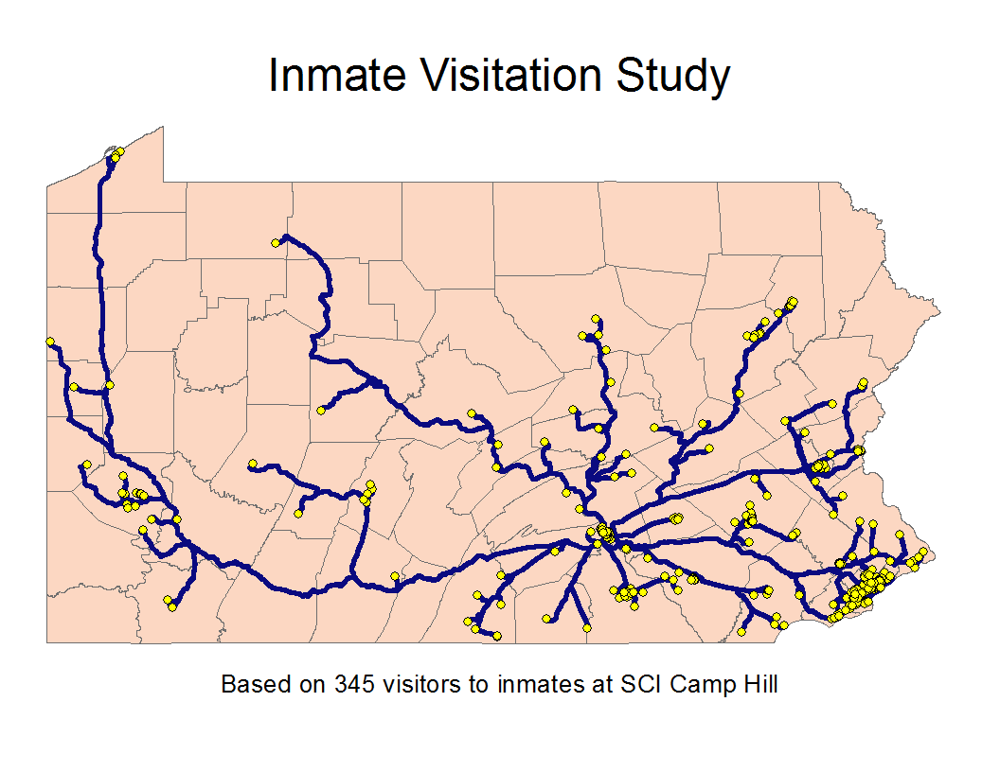 Inmate Visitation Study
Based on 345 visitors to inmates at SCI Camp Hill